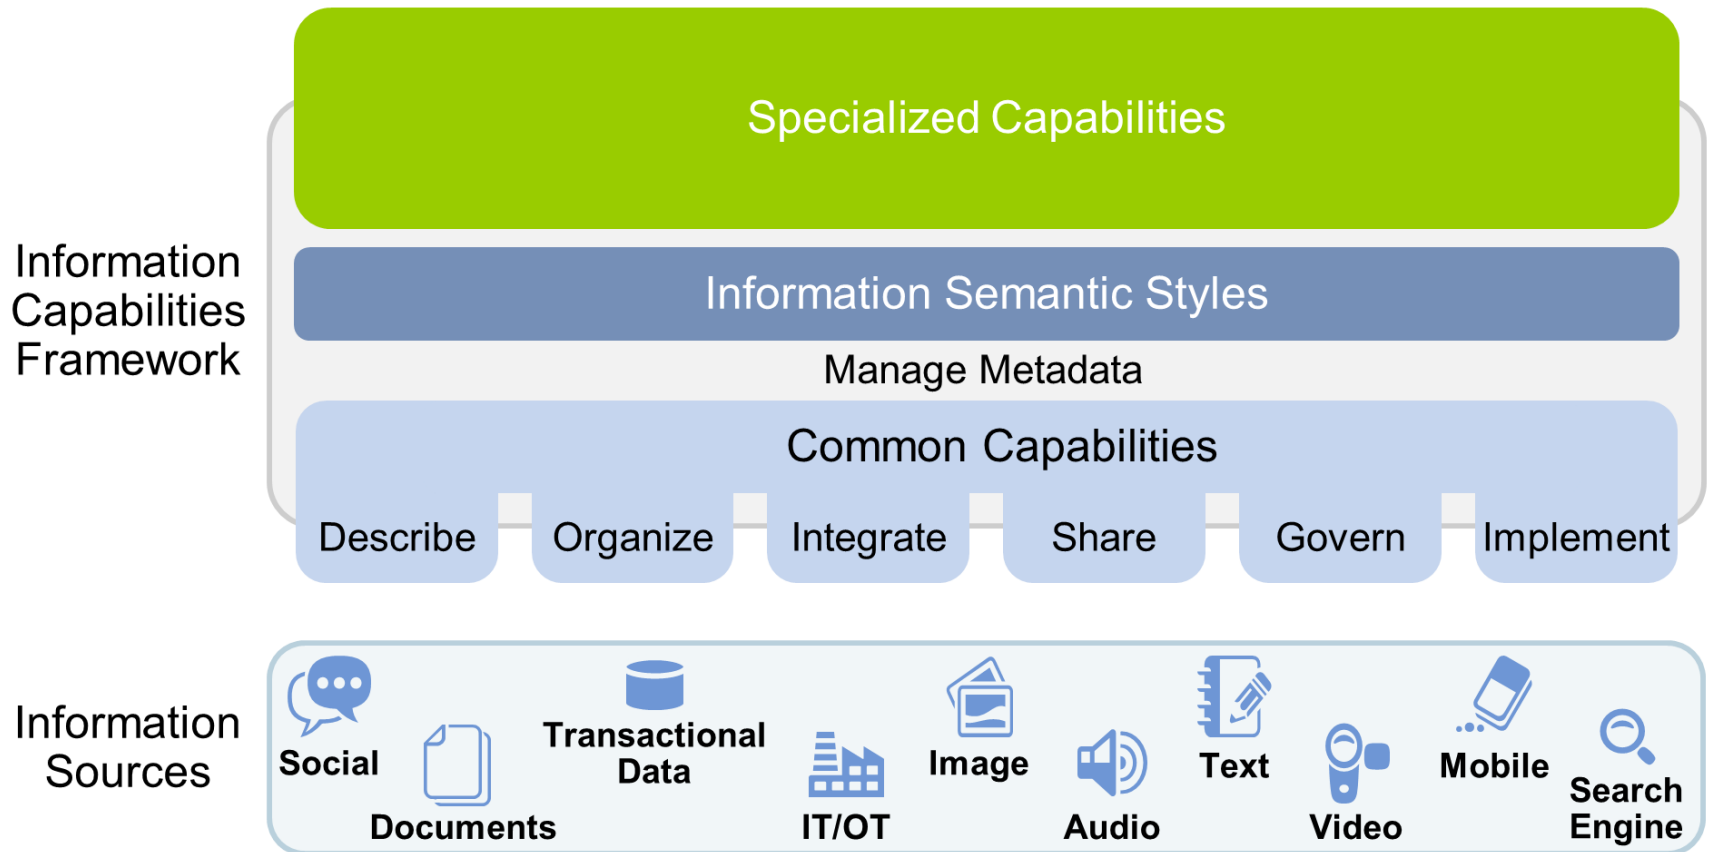 Specialized Capabilities
Information
Capabilities
Framework
Information Semantic Styles
Manage Metadata
Common Capabilities
Describe
Organize
Integrate
Share
Govern
Implement
Information
Sources
Social
Documents
Transactional
Data
IT/OT
Image
Audio
Text
Video
Mobile
Search
Engine